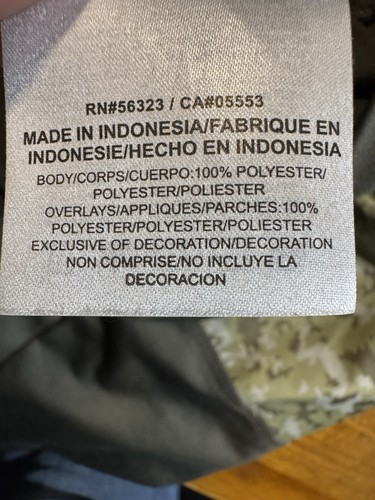 RN#56323 / CA#05553
MADE IN INDONESIA/FABRIQUE EN
INDONESIE/HECHO EN INDONESIA
BODY/CORPS/CUERPO:100% POLYESTER/
POLYESTER/POLIESTER
OVERLAYS/APPLIQUES/PARCHES:100%
POLYESTER/POLYESTER/POLIESTER
EXCLUSIVE OF DECORATION/DECORATION
NON COMPRISE/NO INCLUYE LA
DECORACION